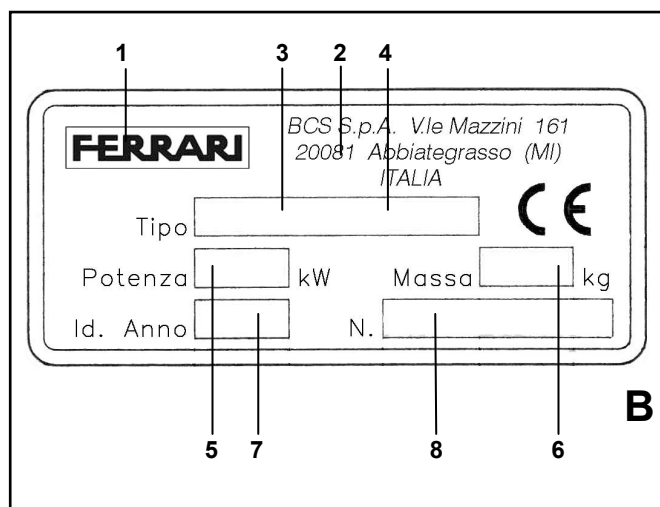 1 3 2 4
FERRARI
BCS S.p.A. V.le Mazzini 161
20081 Abbiategrasso (MI)
ITALIA
Tipo
CE
Potenza kW Massa kg
Id. Anno N.
B
5 7 8 6